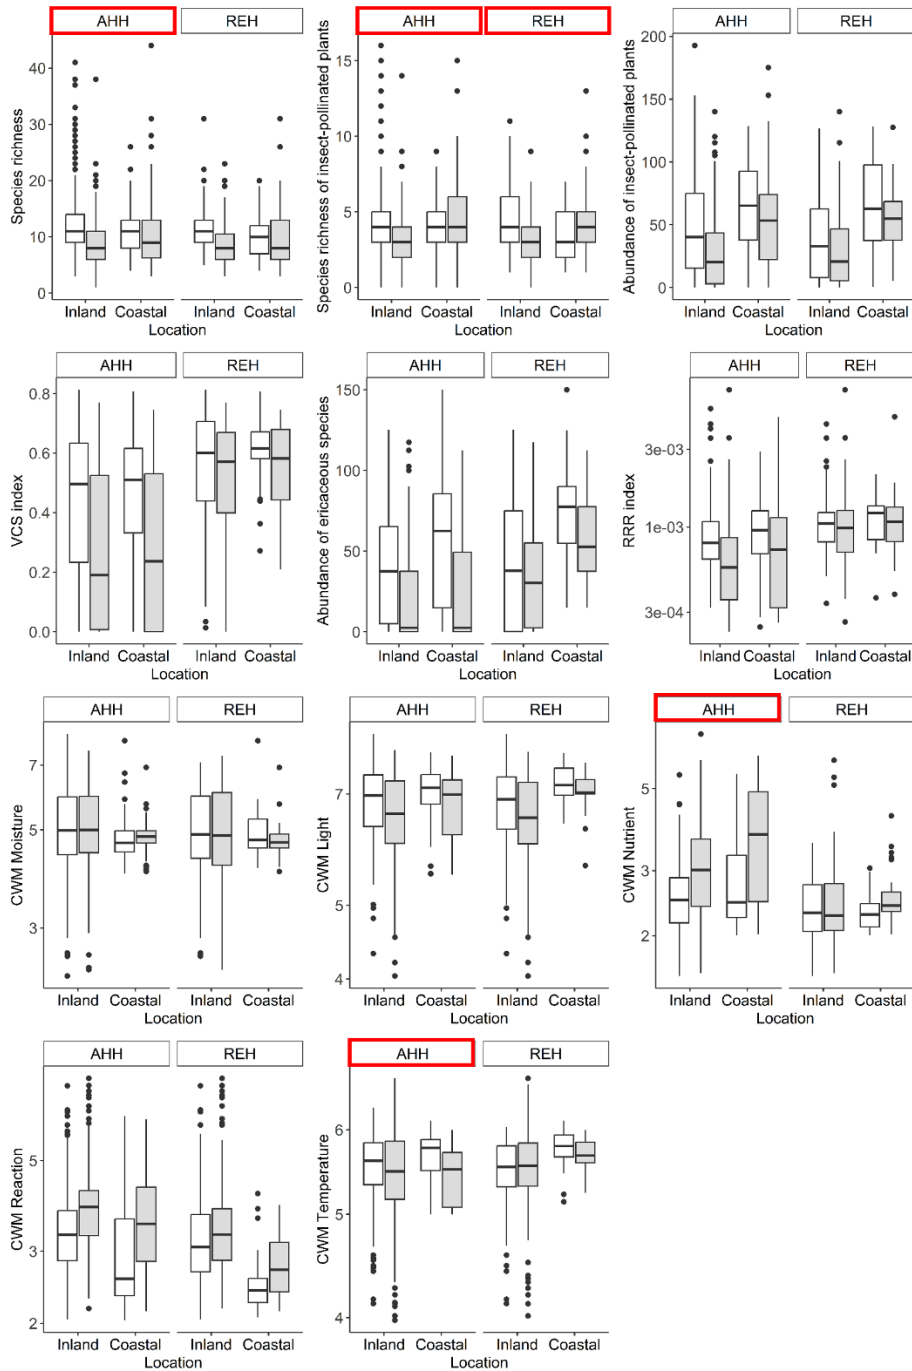 AHH REH
Species richness
40
30
20
10
0
Inland Coastal Inland Coastal
Location
AHH REH
Species richness of insect-pollinated plants
15
10
5
0
Inland Coastal Inland Coastal
Location
AHH REH
Abundance of insect-pollinated plants
200
150
100
50
0
Inland Coastal Inland Coastal
Location
AHH REH
VCS index
0.8
0.6
0.4
0.2
0.0
Inland Coastal Inland Coastal
Location
AHH REH
Abundance of ericaceous species
150
100
50
0
Inland Coastal Inland Coastal
Location
AHH REH
RRR index
3e-03
1e-03
3e-04
Inland Coastal Inland Coastal
Location
AHH REH
CWM Moisture
7
5
3
Inland Coastal Inland Coastal
Location
AHH REH
CWM Light
7
5
4
Inland Coastal Inland Coastal
Location
AHH REH
CWM Nutrient
5
3
2
Inland Coastal Inland Coastal
Location
AHH REH
CWM Reaction
5
3
2
Inland Coastal Inland Coastal
Location
AHH REH
CWM Temperature
6
5
4
Inland Coastal Inland Coastal
Location